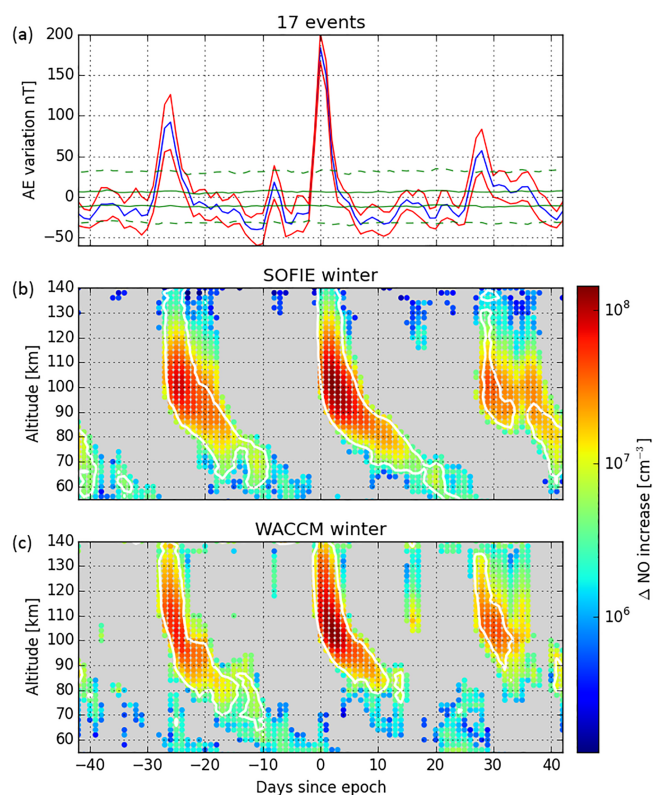 17 events
(a)
200
150
100
50
0
−50
AE variation nT
SOFIE winter
(b)
140
130
120
110
100
90
80
70
60
Altitude [km]
WACCM winter
(c)
140
130
120
110
100
90
80
70
60
Altitude [km]
−40 −30 −20 −10 0 10 20 30 40
Days since epoch
10⁸
10⁷
10⁶
Δ NO increase [cm⁻³]